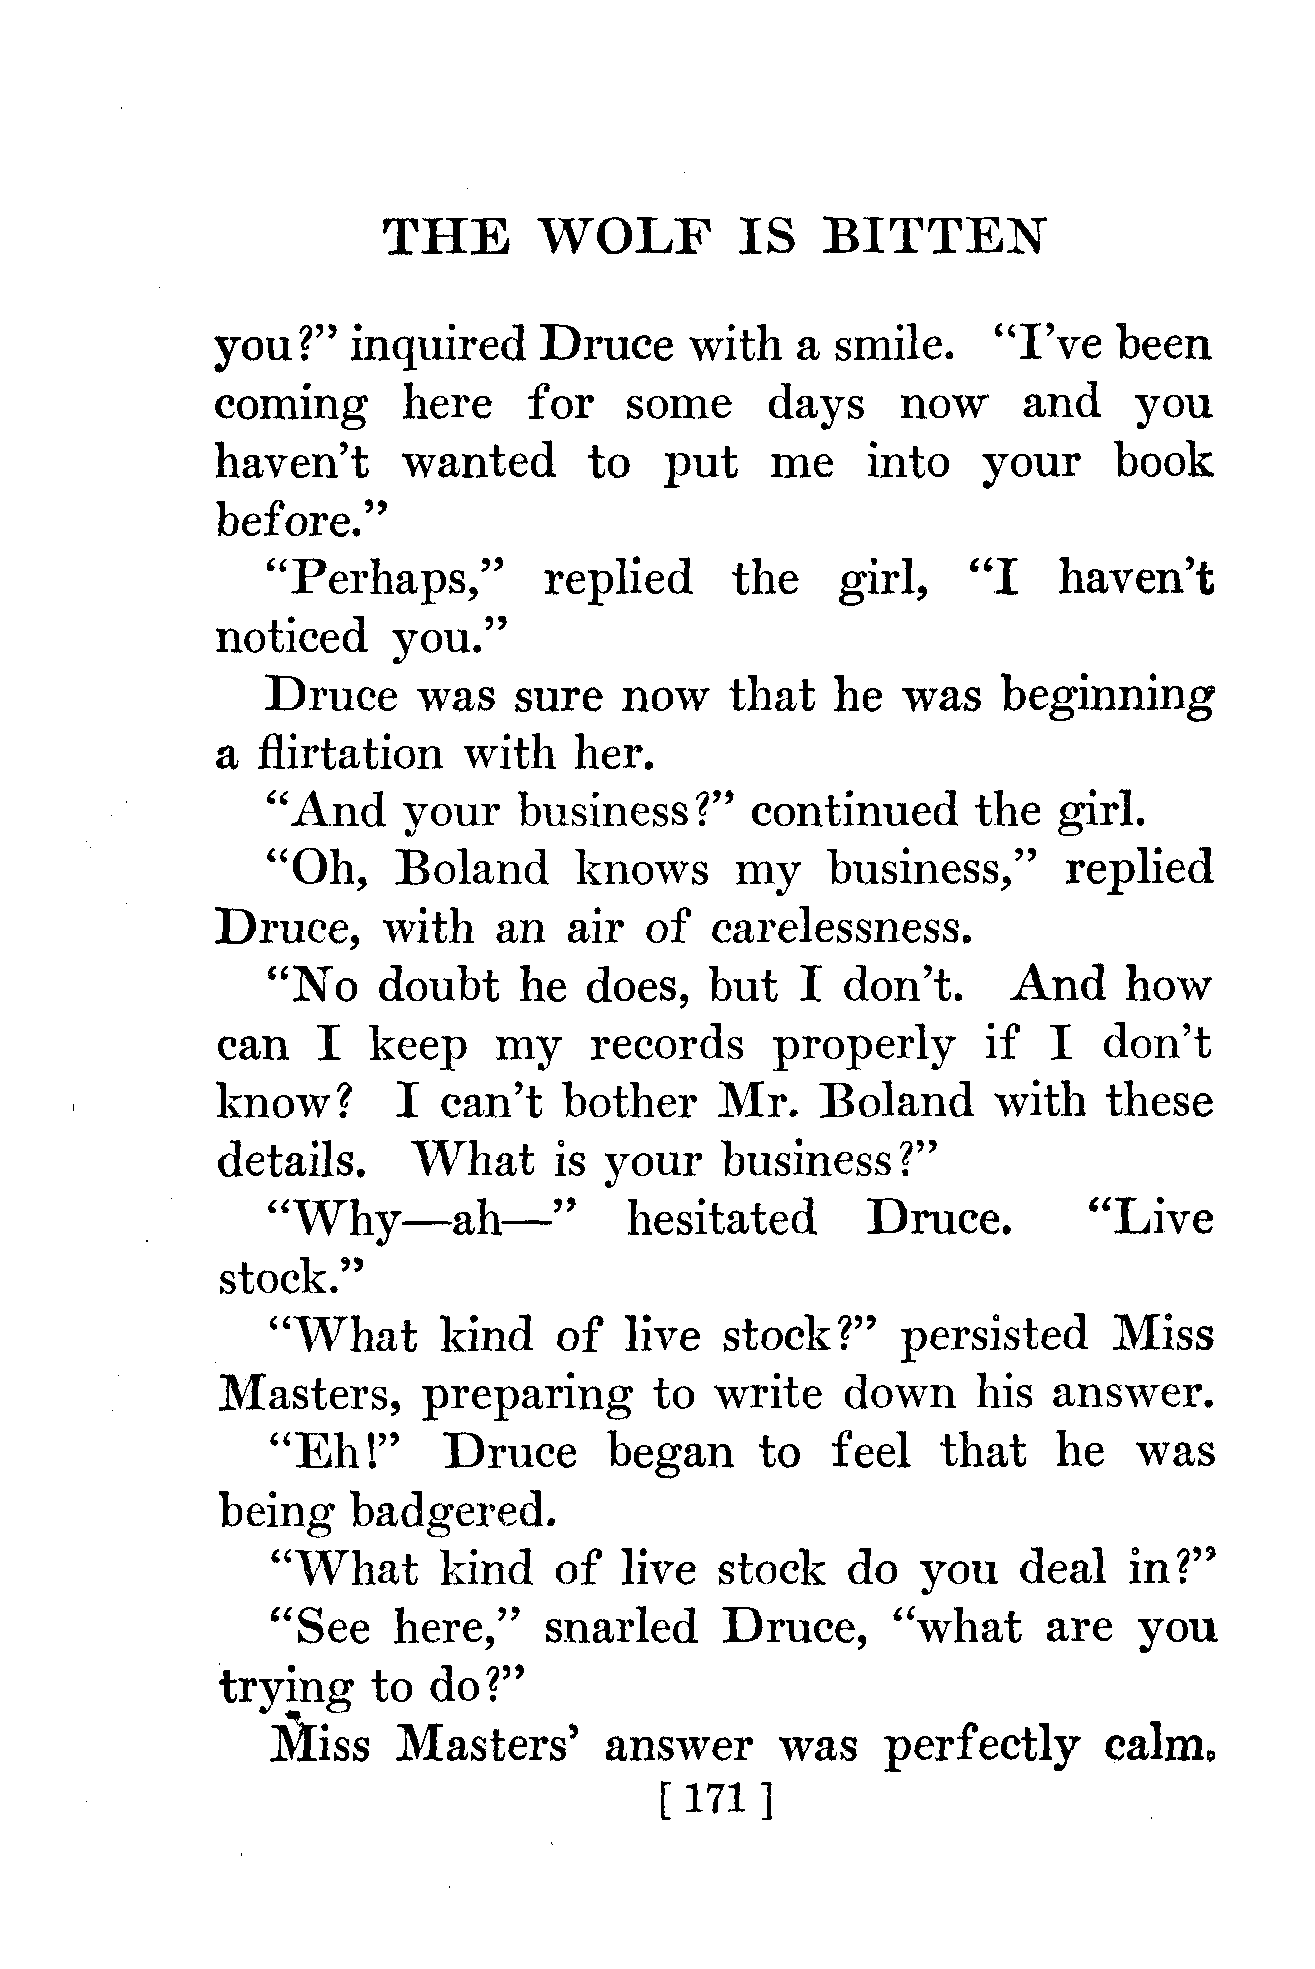 THE WOLF IS BITTEN
you?” inquired Druce with a smile. “I’ve been
coming here for some days now and you
haven’t wanted to put me into your book
before.”
“Perhaps,” replied the girl, “I haven’t
noticed you.”
Druce was sure now that he was beginning
a flirtation with her.
“And your business?” continued the girl.
“Oh, Boland knows my business,” replied
Druce, with an air of carelessness.
“No doubt he does, but I don’t. And how
can I keep my records properly if I don’t
know? I can’t bother Mr. Boland with these
details. What is your business?”
“Why—ah—” hesitated Druce. “Live
stock.”
“What kind of live stock?” persisted Miss
Masters, preparing to write down his answer.
“Eh!” Druce began to feel that he was
being badgered.
“What kind of live stock do you deal in?”
“See here,” snarled Druce, “what are you
trying to do?”
Miss Masters’ answer was perfectly calm.
[ 171 ]